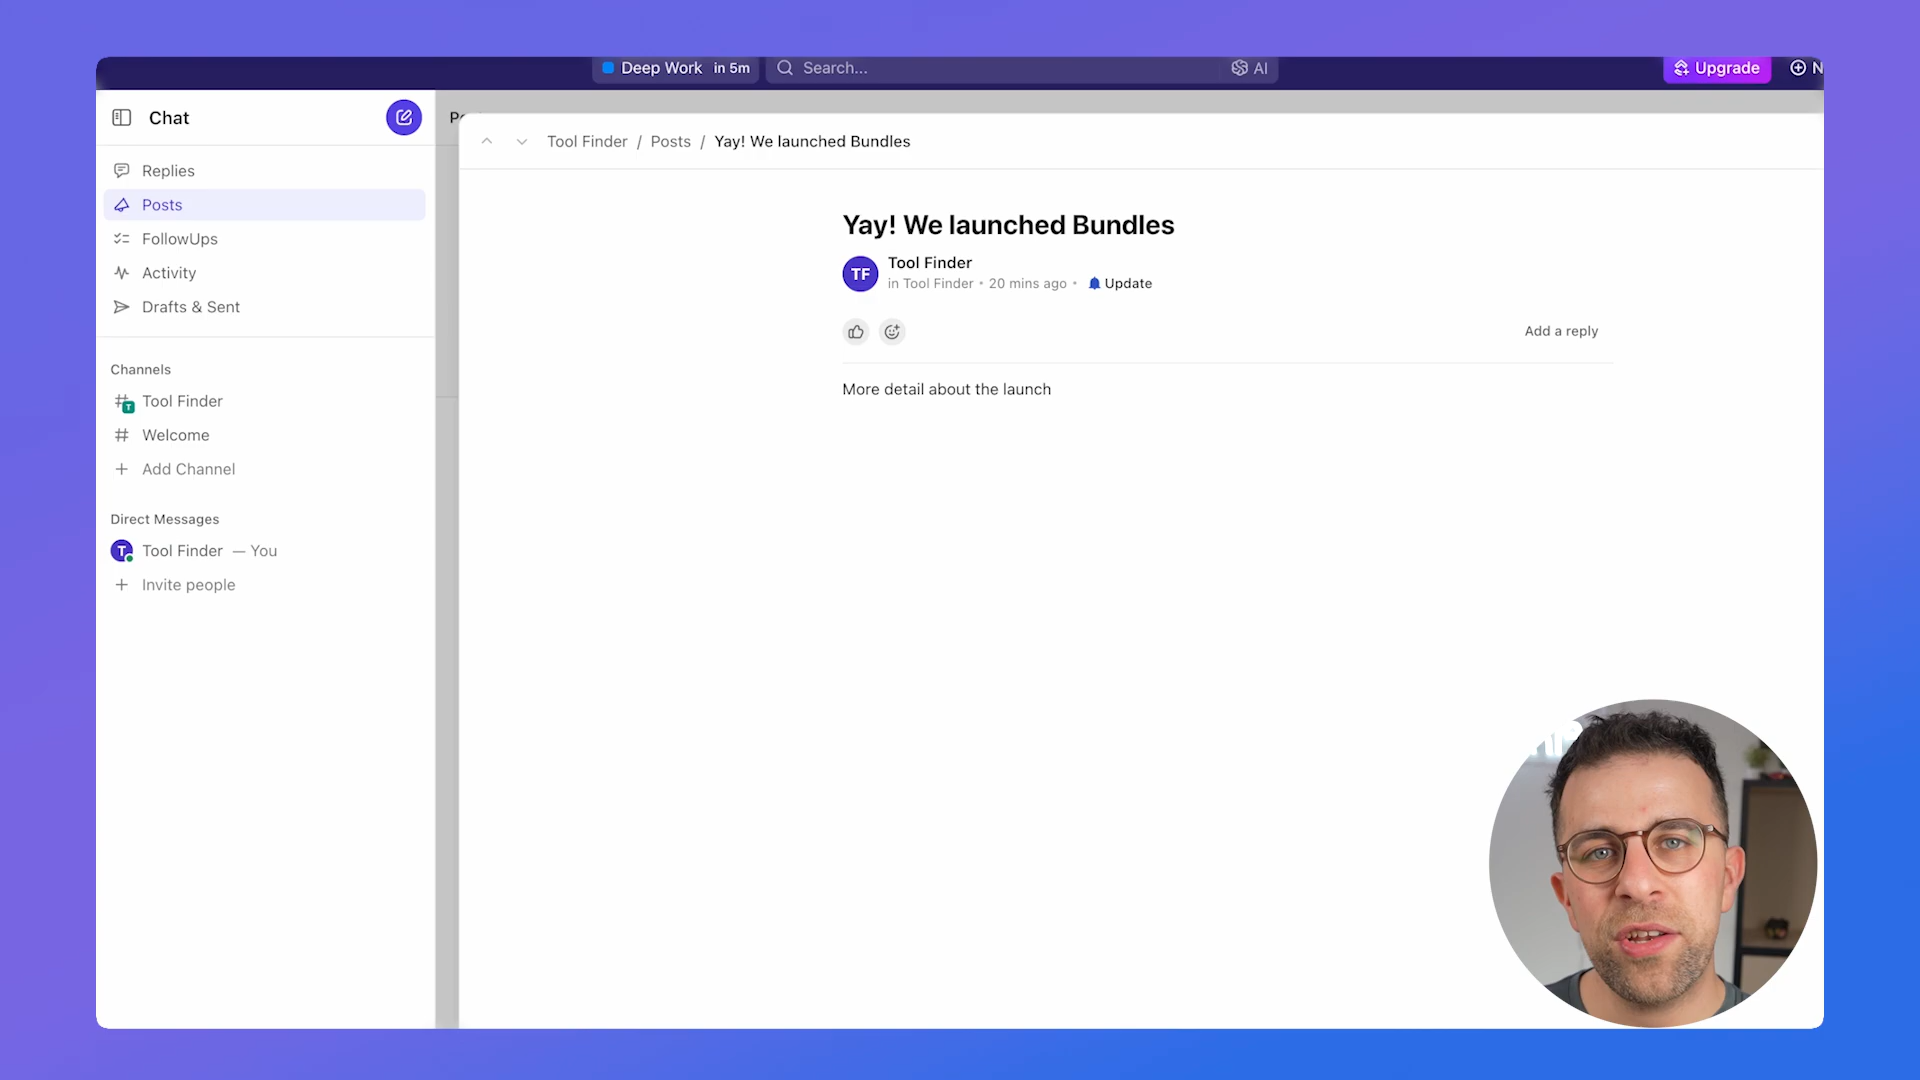 Deep Work in 5m
Search...
AI
Upgrade
Chat
Tool Finder / Posts / Yay! We launched Bundles
Replies
Posts
FollowUps
Activity
Drafts & Sent
Channels
Tool Finder
T
Welcome
Add Channel
Direct Messages
T
Tool Finder — You
Invite people
Yay! We launched Bundles
TF
Tool Finder
in Tool Finder • 20 mins ago • Update
Add a reply
More detail about the launch